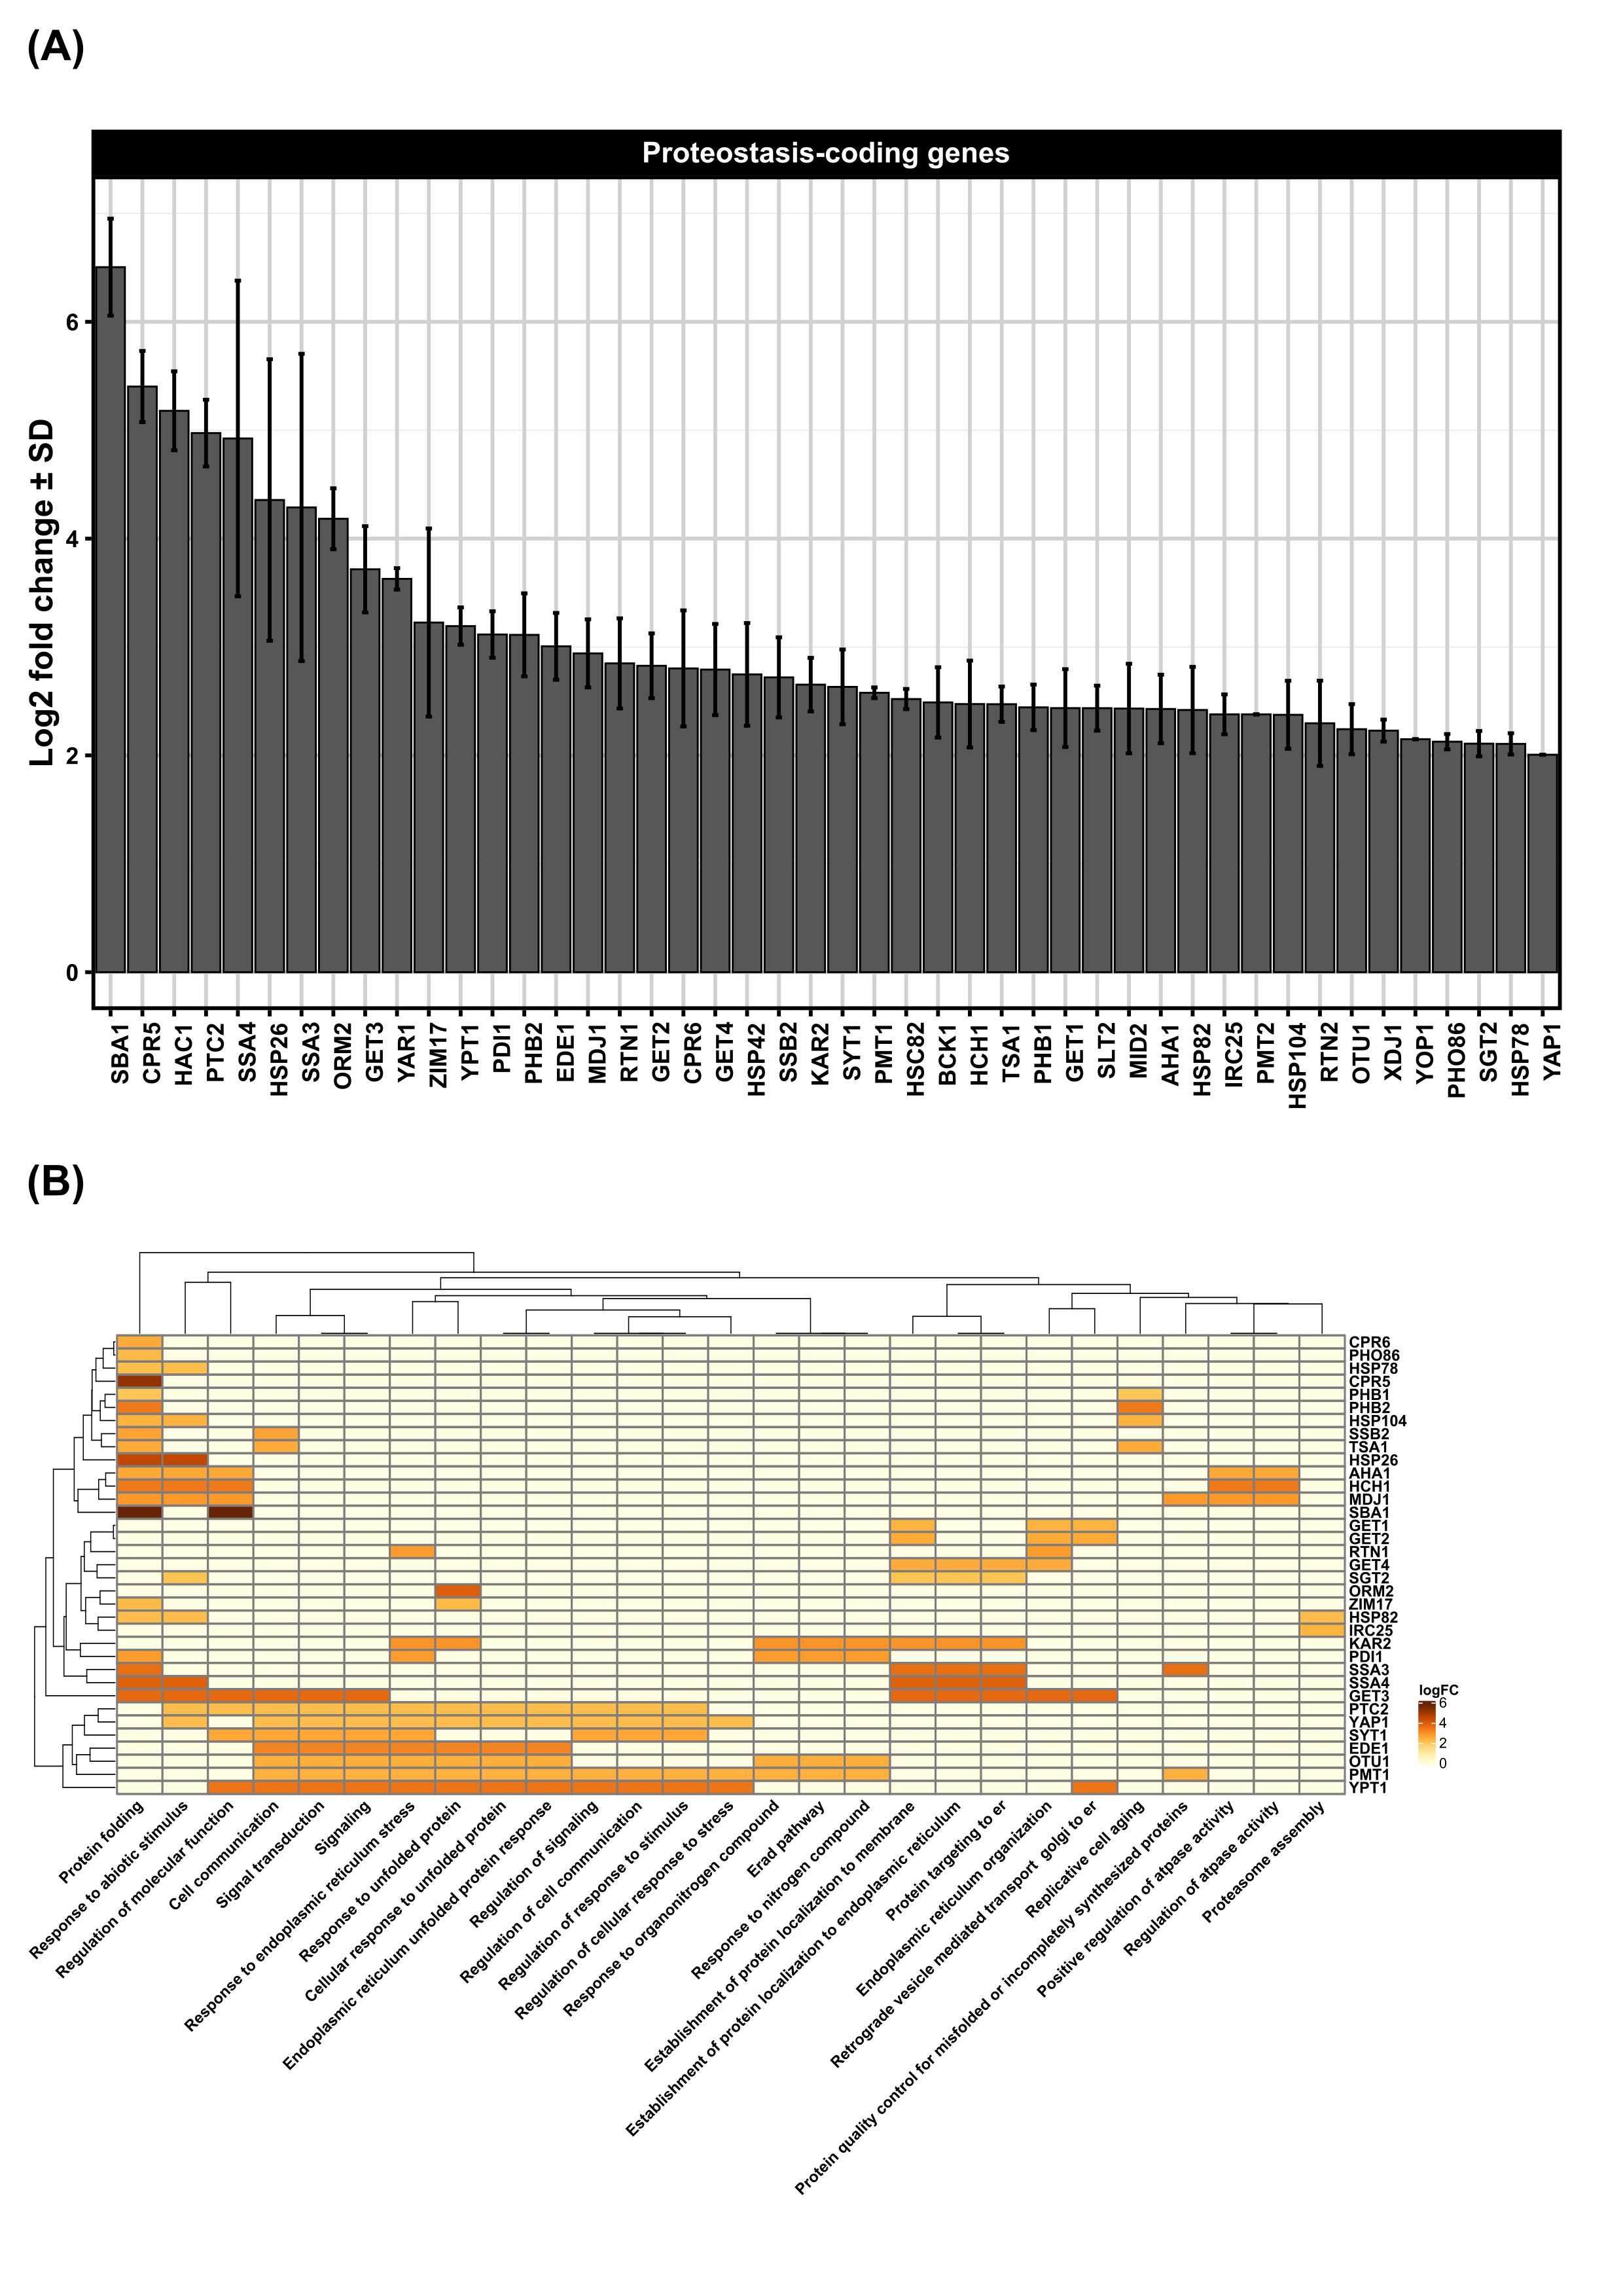 (A)
Proteostasis-coding genes
Log2 fold change ± SD
6
4
2
0
SBA1
CPR5
HAC1
PTC2
SSA4
HSP26
SSA3
ORM2
GET3
YAR1
ZIM17
YPT1
PDI1
PHB2
EDE1
MDJ1
RTN1
GET2
CPR6
GET4
HSP42
SSB2
KAR2
SYT1
PMT1
HSC82
BCK1
HCH1
TSA1
PHB1
GET1
SLT2
MID2
AHA1
HSP82
IRC25
PMT2
HSP104
RTN2
OTU1
XDJ1
YOP1
PHO86
SGT2
HSP78
YAP1
(B)
CPR6
PHO86
HSP78
CPR5
PHB1
PHB2
HSP104
SSB2
TSA1
HSP26
AHA1
HCH1
MDJ1
SBA1
GET1
GET2
RTN1
GET4
SGT2
ORM2
ZIM17
HSP82
IRC25
KAR2
PDI1
SSA3
SSA4
GET3
PTC2
YAP1
SYT1
EDE1
OTU1
PMT1
YPT1
logFC
6
4
2
0
Protein folding
Response to abiotic stimulus
Regulation of molecular function
Cell communication
Signal transduction
Signaling
Response to endoplasmic reticulum stress
Response to unfolded protein
Cellular response to unfolded protein
Endoplasmic reticulum unfolded protein response
Regulation of signaling
Regulation of cell communication
Regulation of response to stimulus
Regulation of cellular response to stress
Response to organonitrogen compound
Erad pathway
Response to nitrogen compound
Establishment of protein localization to membrane
Establishment of protein localization to endoplasmic reticulum
Protein targeting to er
Endoplasmic reticulum organization
Retrograde vesicle mediated transport golgi to er
Replicative cell aging
Protein quality control for misfolded or incompletely synthesized proteins
Positive regulation of atpase activity
Regulation of atpase activity
Proteasome assembly